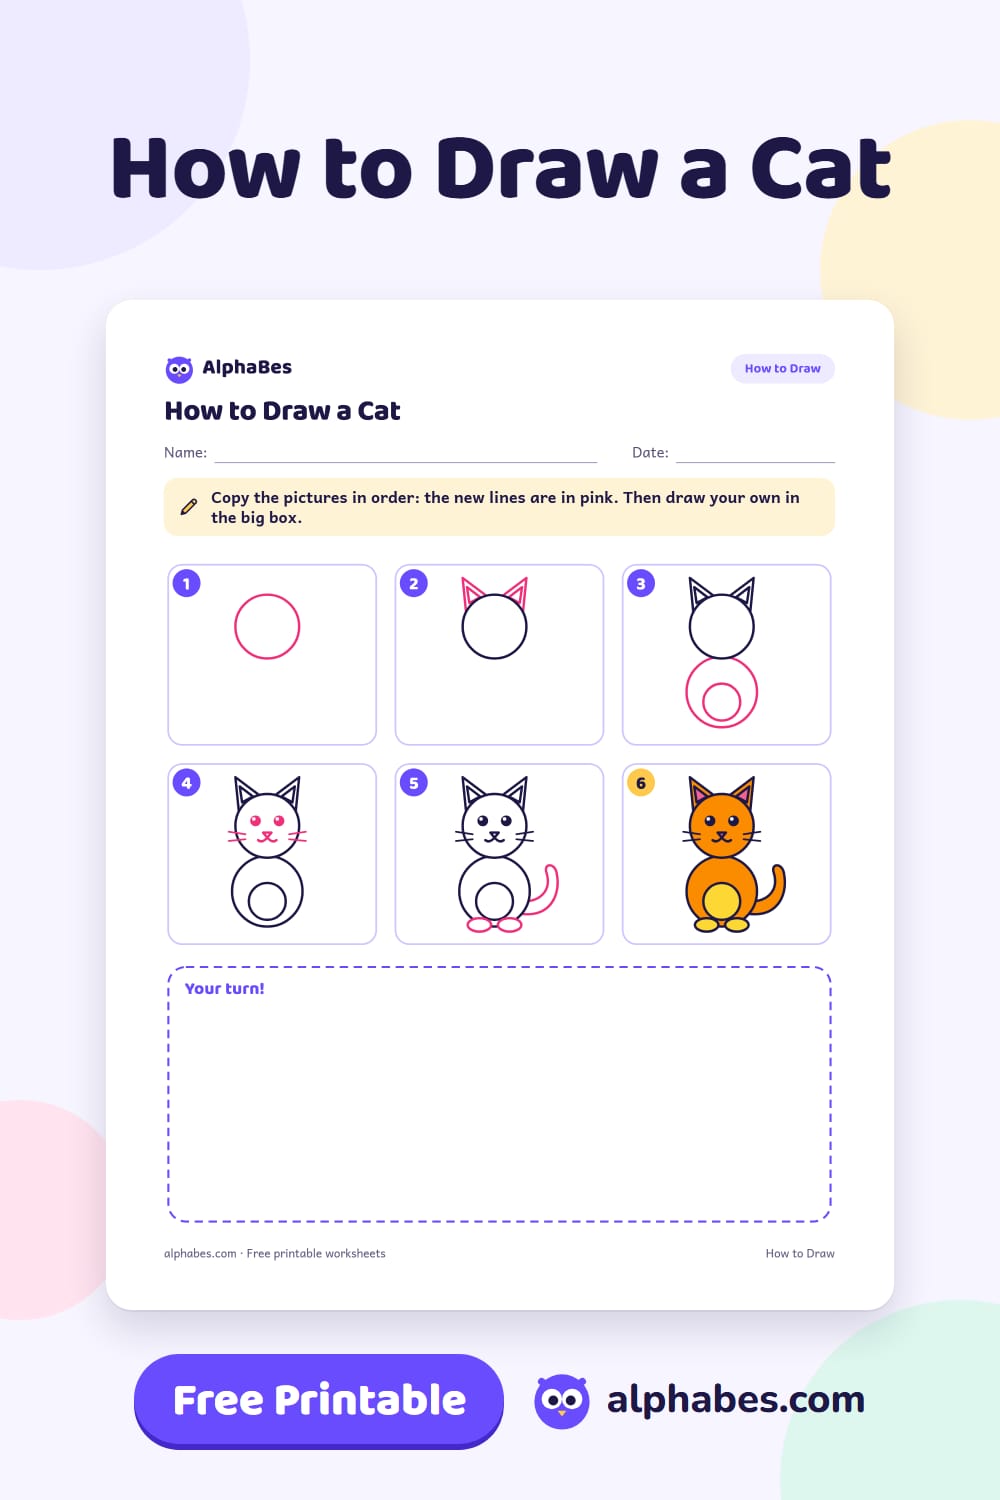 How to Draw a Cat
AlphaBes
How to Draw
How to Draw a Cat
Name:
Date:
Copy the pictures in order: the new lines are in pink. Then draw your own in
the big box.
1
2
3
4
5
6
Your turn!
alphabes.com · Free printable worksheets
How to Draw
Free Printable
alphabes.com